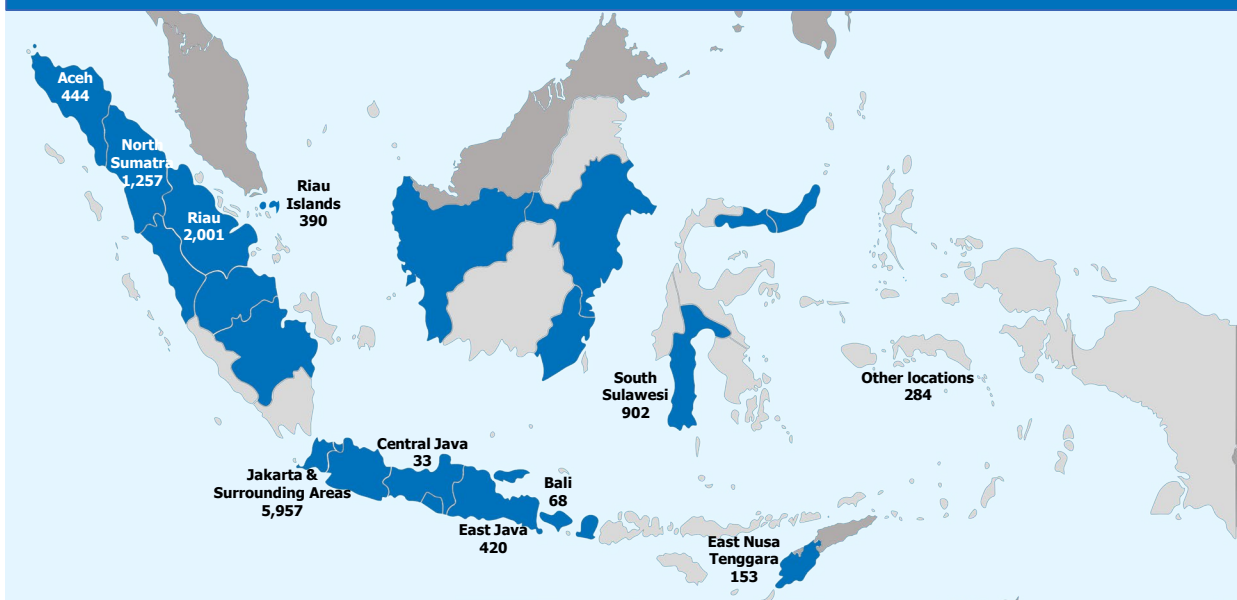 Aceh
444
North
Sumatra
1,257
Riau
Islands
390
Riau
2,001
South
Sulawesi
902
Other locations
284
Central Java
33
Jakarta &
Surrounding Areas
5,957
Bali
68
East Java
420
East Nusa
Tenggara
153